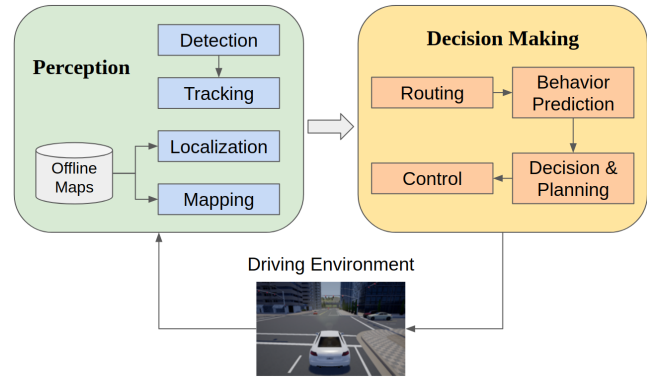 Perception
Detection
Tracking
Localization
Mapping
Offline
Maps
Decision Making
Routing
Behavior
Prediction
Decision &
Planning
Control
Driving Environment